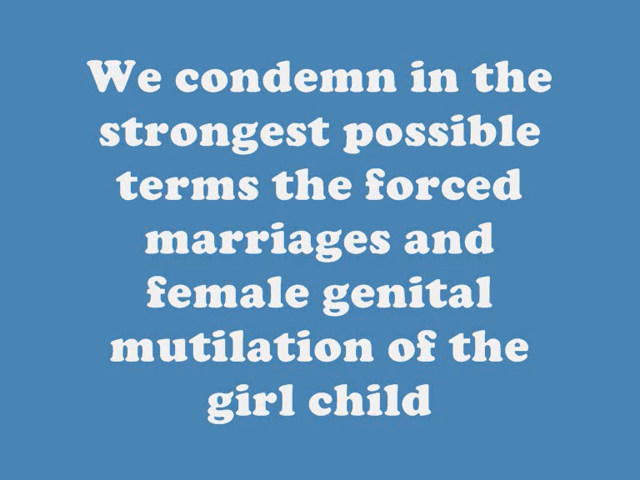 We condemn in the
strongest possible
terms the forced
marriages and
female genital
mutilation of the
girl child